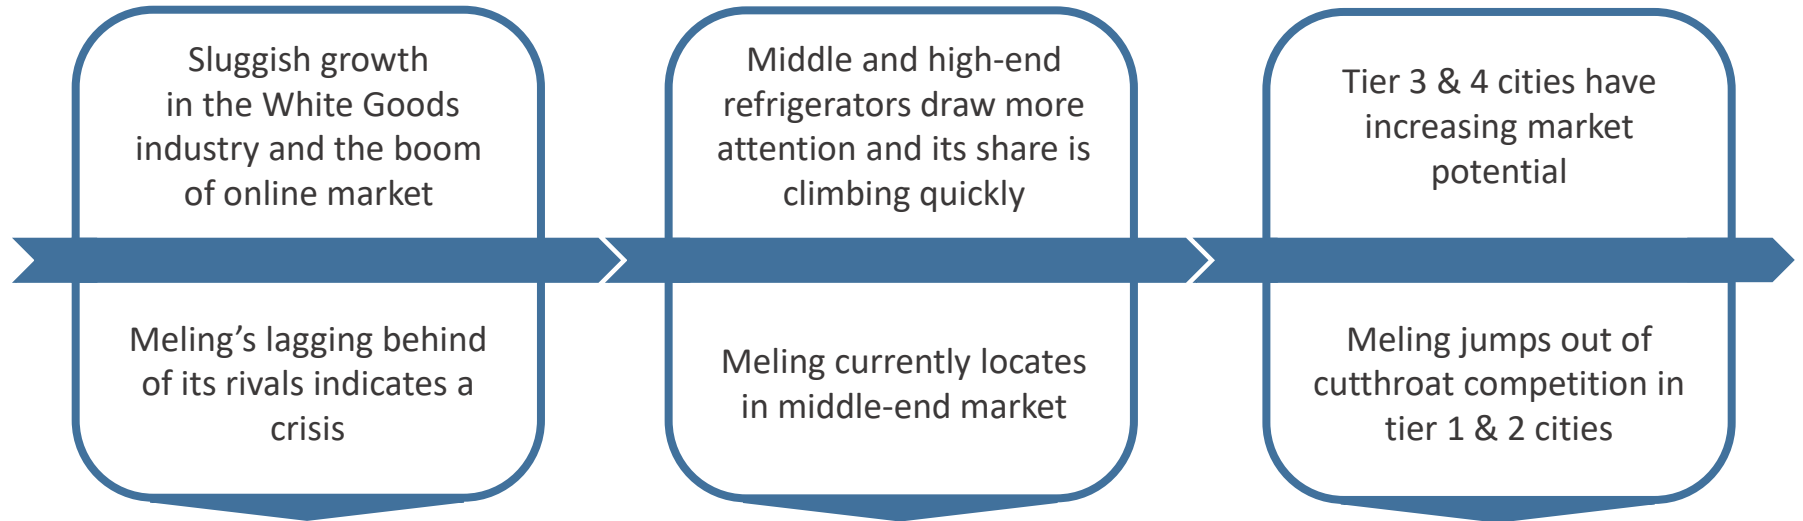 Sluggish growth
in the White Goods
industry and the boom
of online market
Meling’s lagging behind
of its rivals indicates a
crisis
Middle and high-end
refrigerators draw more
attention and its share is
climbing quickly
Meling currently locates
in middle-end market
Tier 3 & 4 cities have
increasing market
potential
Meling jumps out of
cutthroat competition in
tier 1 & 2 cities